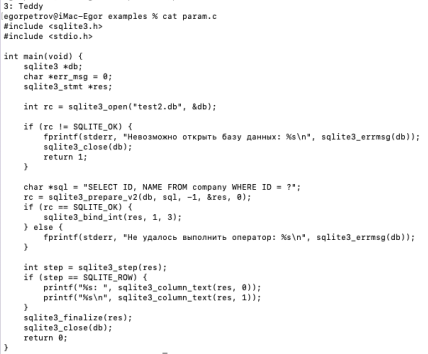 3: Teddy
egorpetrov@iMac-Egor examples % cat param.c
#include <sqlite3.h>
#include <stdio.h>

int main(void) {
    sqlite3 *db;
    char *err_msg = 0;
    sqlite3_stmt *res;

    int rc = sqlite3_open("test2.db", &db);

    if (rc != SQLITE_OK) {
        fprintf(stderr, "Невозможно открыть базу данных: %s\n", sqlite3_errmsg(db));
        sqlite3_close(db);
        return 1;
    }

    char *sql = "SELECT ID, NAME FROM company WHERE ID = ?";
    rc = sqlite3_prepare_v2(db, sql, -1, &res, 0);
    if (rc == SQLITE_OK) {
        sqlite3_bind_int(res, 1, 3);
    } else {
        fprintf(stderr, "Не удалось выполнить оператор: %s\n", sqlite3_errmsg(db));
    }

    int step = sqlite3_step(res);
    if (step == SQLITE_ROW) {
        printf("%s: ", sqlite3_column_text(res, 0));
        printf("%s\n", sqlite3_column_text(res, 1));
    }
    sqlite3_finalize(res);
    sqlite3_close(db);
    return 0;
}